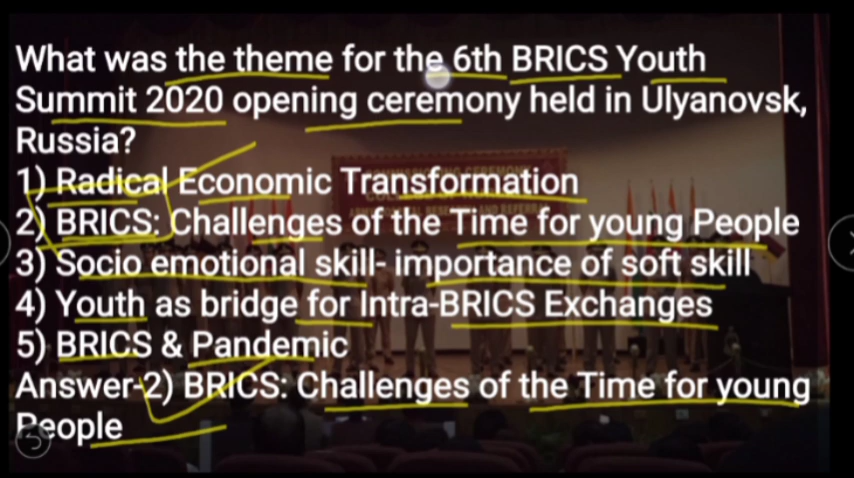 What was the theme for the 6th BRICS Youth
Summit 2020 opening ceremony held in Ulyanovsk,
Russia?
1) Radical Economic Transformation
2) BRICS: Challenges of the Time for young People
3) Socio emotional skill- importance of soft skill
4) Youth as bridge for Intra-BRICS Exchanges
5) BRICS & Pandemic
Answer-2) BRICS: Challenges of the Time for young
People